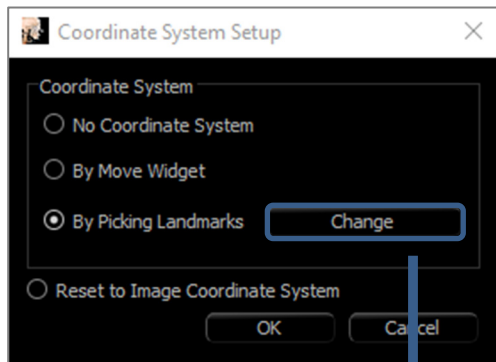 Coordinate System Setup
Coordinate System
No Coordinate System
By Move Widget
By Picking Landmarks Change
Reset to Image Coordinate System
OK Cancel